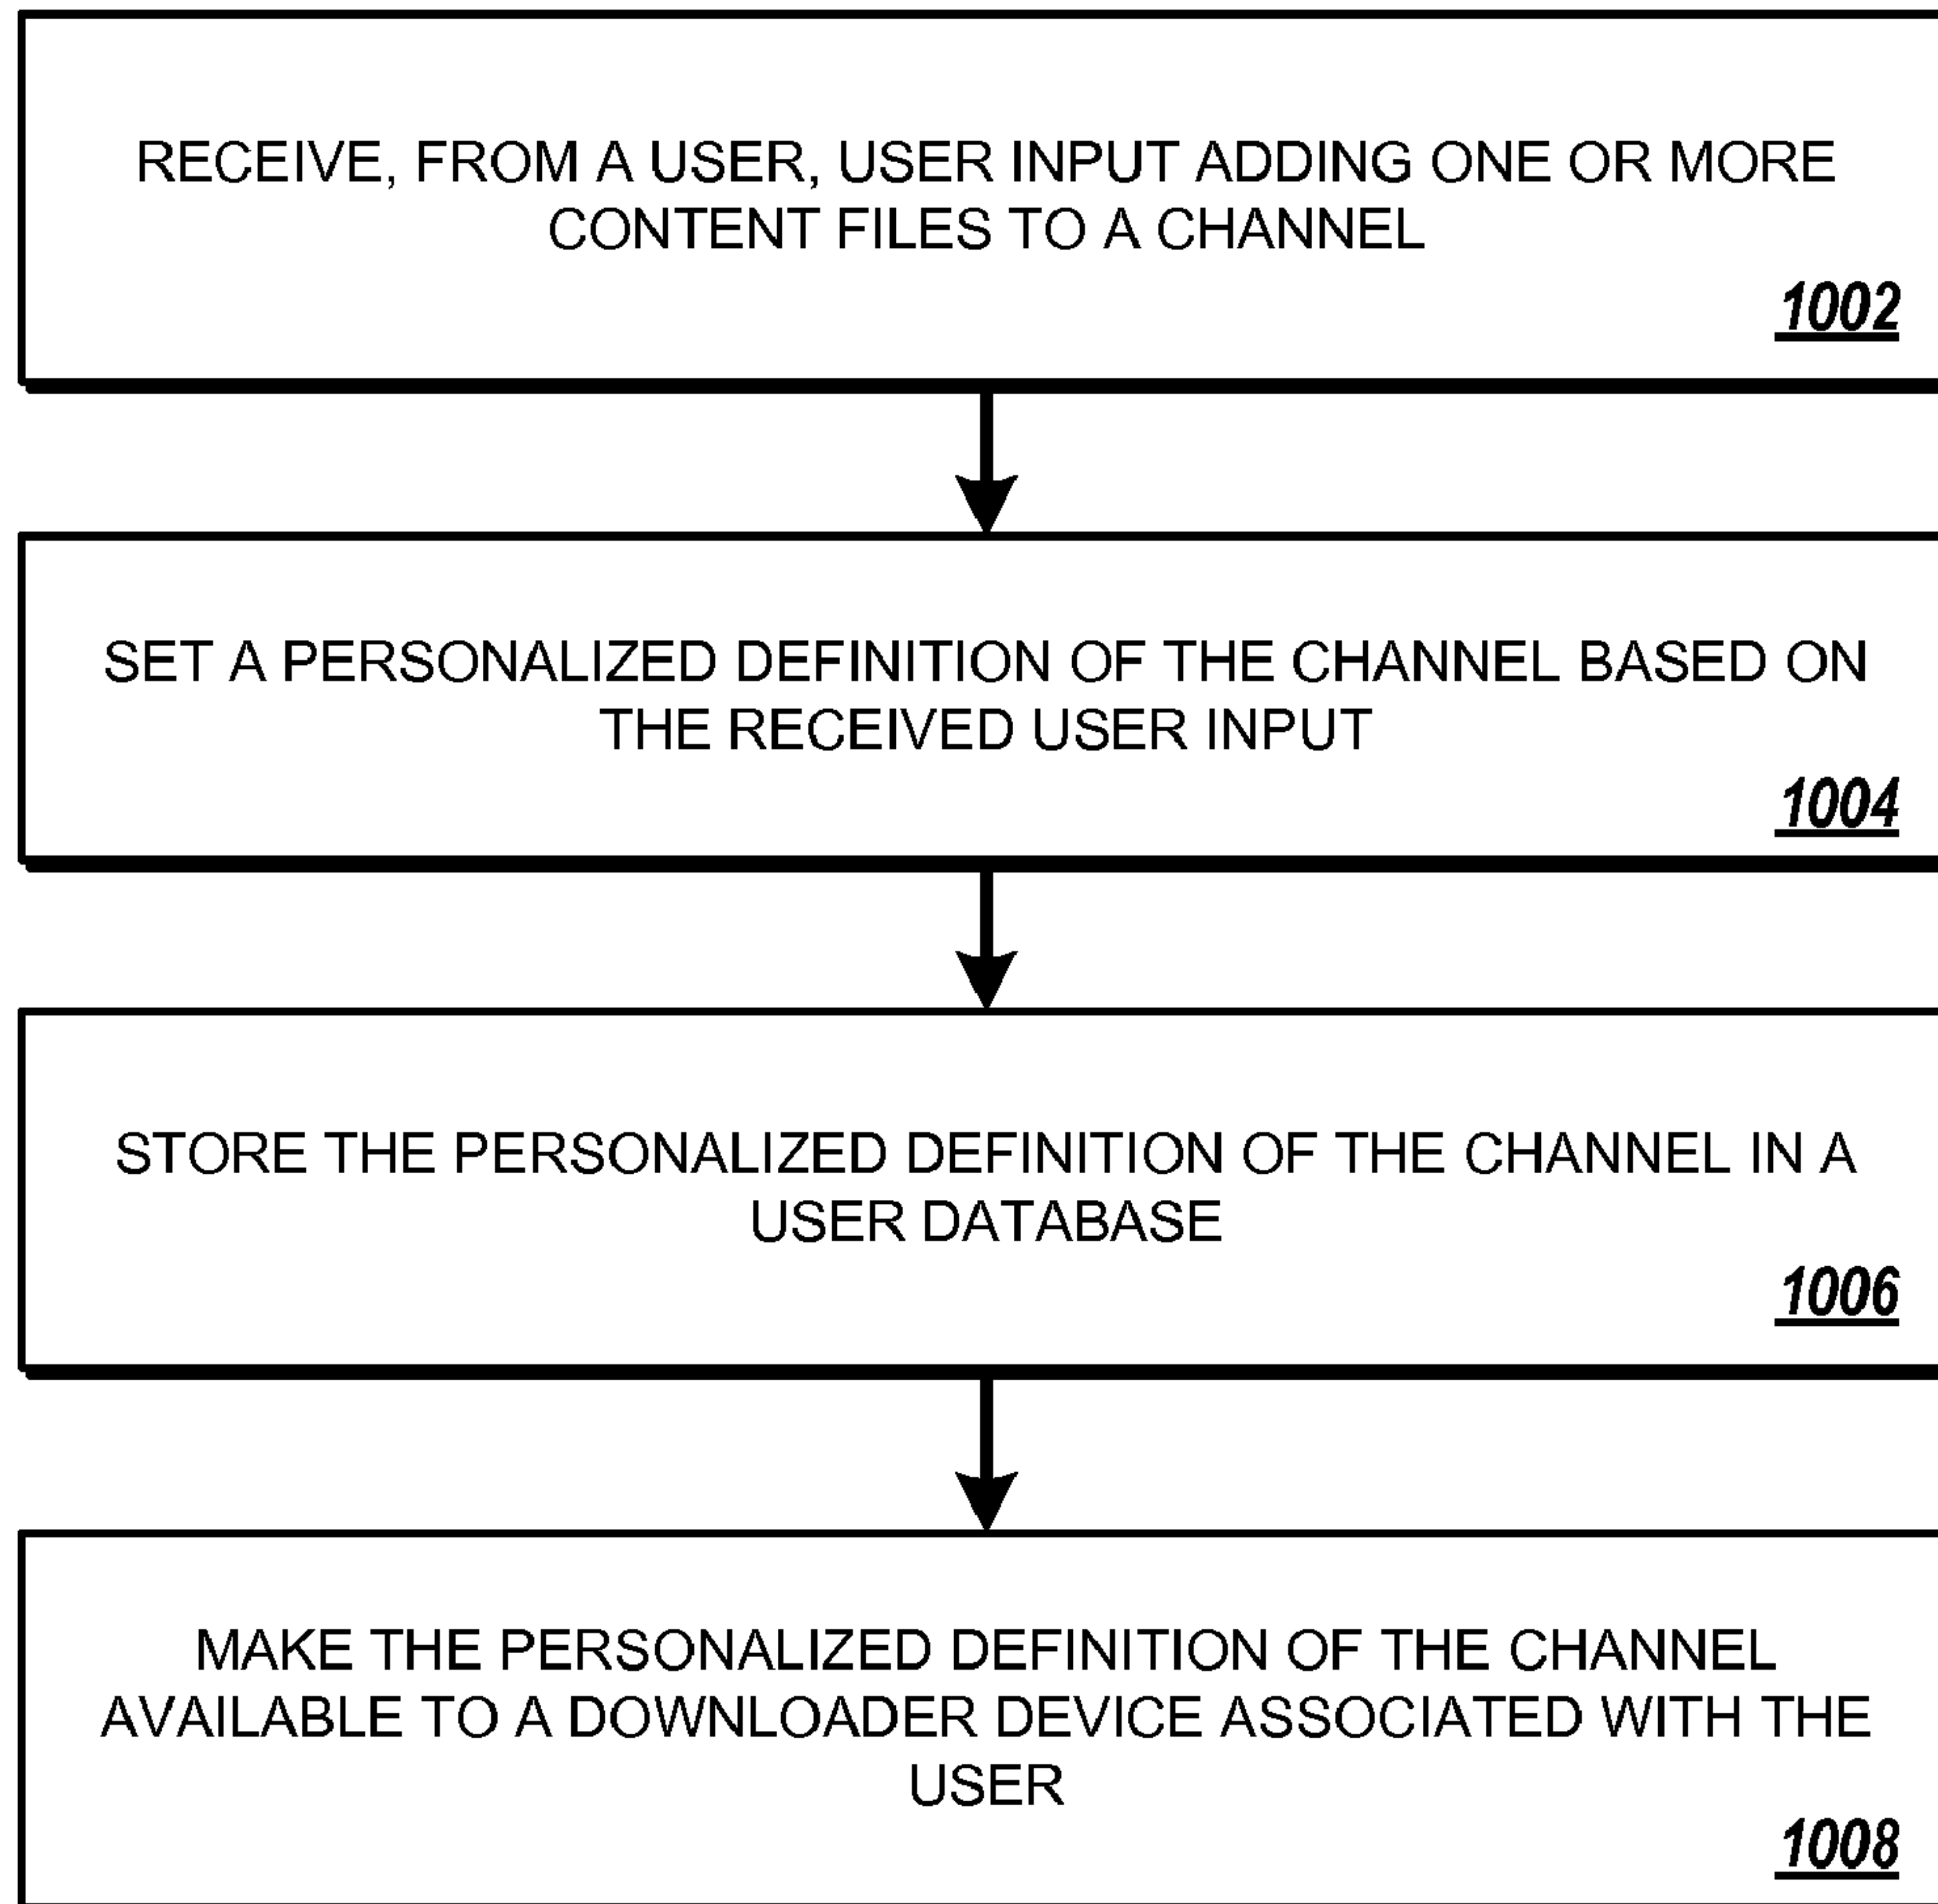 RECEIVE, FROM A USER, USER INPUT ADDING ONE OR MORE
CONTENT FILES TO A CHANNEL
1002
SET A PERSONALIZED DEFINITION OF THE CHANNEL BASED ON
THE RECEIVED USER INPUT
1004
STORE THE PERSONALIZED DEFINITION OF THE CHANNEL IN A
USER DATABASE
1006
MAKE THE PERSONALIZED DEFINITION OF THE CHANNEL
AVAILABLE TO A DOWNLOADER DEVICE ASSOCIATED WITH THE
USER
1008